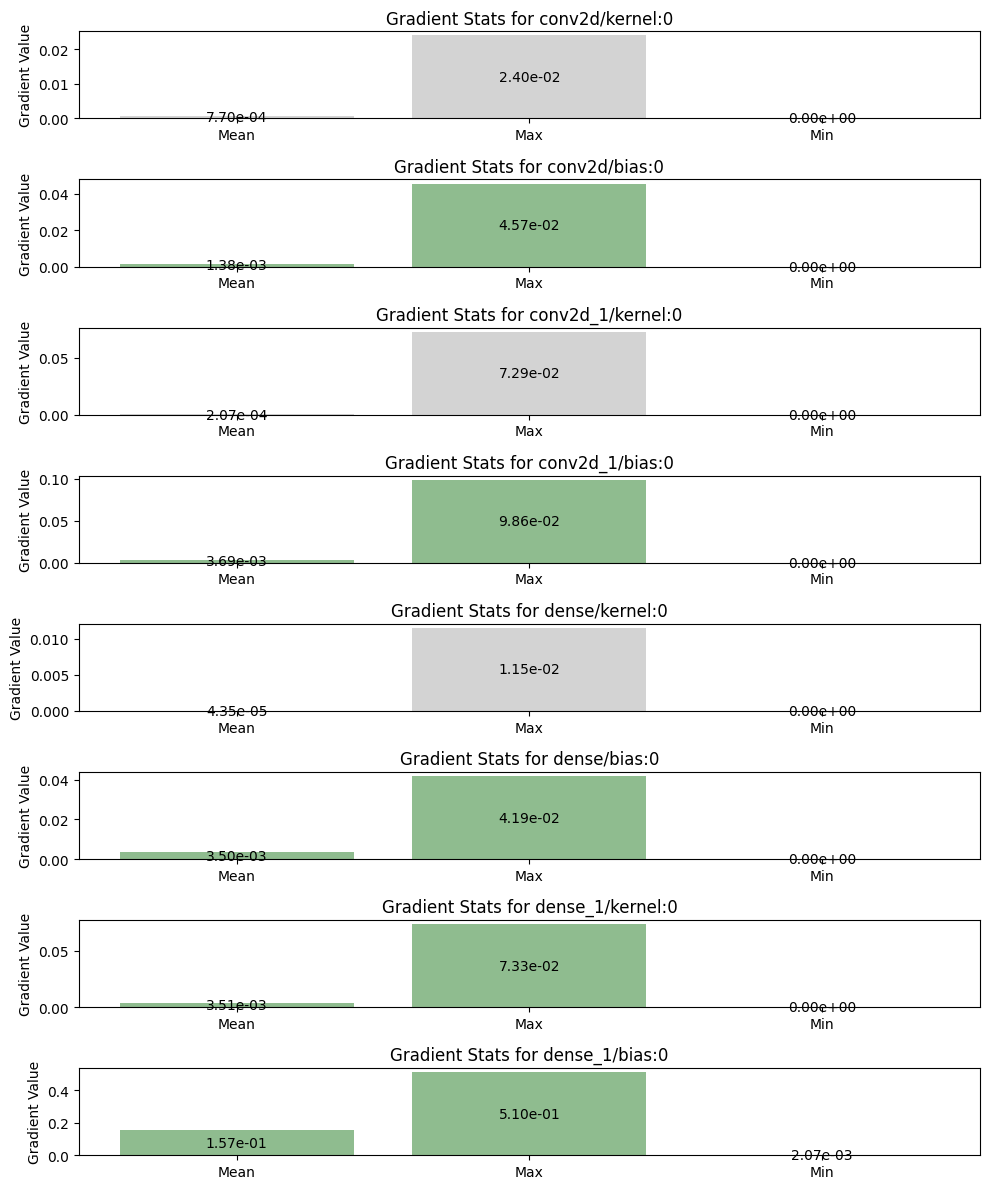 Gradient Stats for conv2d/kernel:0
Gradient Value
0.02
0.01
0.00
7.70e-04
2.40e-02
0.00e+00
Mean
Max
Min
Gradient Stats for conv2d/bias:0
Gradient Value
0.04
0.02
0.00
1.38e-03
4.57e-02
0.00e+00
Mean
Max
Min
Gradient Stats for conv2d_1/kernel:0
Gradient Value
0.05
0.00
2.07e-04
7.29e-02
0.00e+00
Mean
Max
Min
Gradient Stats for conv2d_1/bias:0
Gradient Value
0.10
0.05
0.00
3.69e-03
9.86e-02
0.00e+00
Mean
Max
Min
Gradient Stats for dense/kernel:0
Gradient Value
0.010
0.005
0.000
4.35e-05
1.15e-02
0.00e+00
Mean
Max
Min
Gradient Stats for dense/bias:0
Gradient Value
0.04
0.02
0.00
3.50e-03
4.19e-02
0.00e+00
Mean
Max
Min
Gradient Stats for dense_1/kernel:0
Gradient Value
0.05
0.00
3.51e-03
7.33e-02
0.00e+00
Mean
Max
Min
Gradient Stats for dense_1/bias:0
Gradient Value
0.4
0.2
0.0
1.57e-01
5.10e-01
2.07e-03
Mean
Max
Min